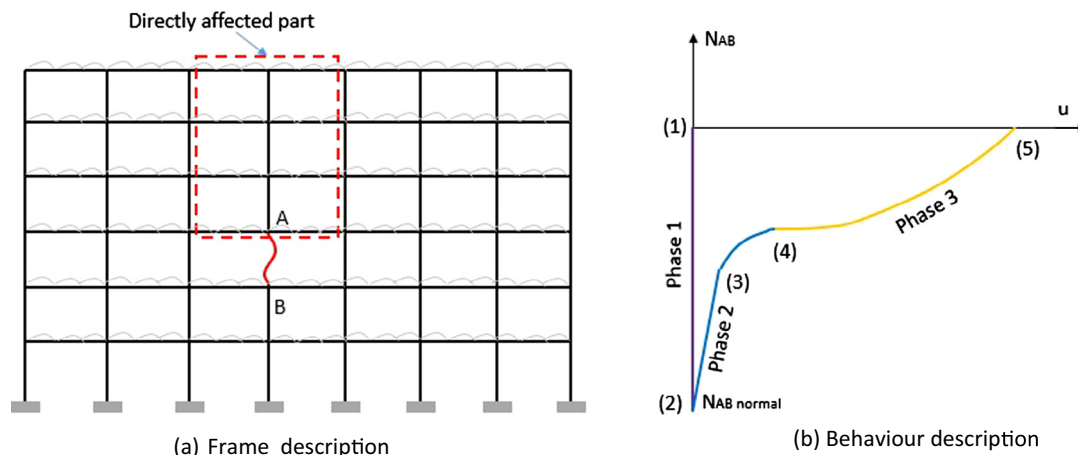 Directly affected part
A
B
(a) Frame description
NAB
u
(1)
(5)
Phase 3
Phase 1
(4)
(3)
Phase 2
(2)
NAB normal
(b) Behaviour description